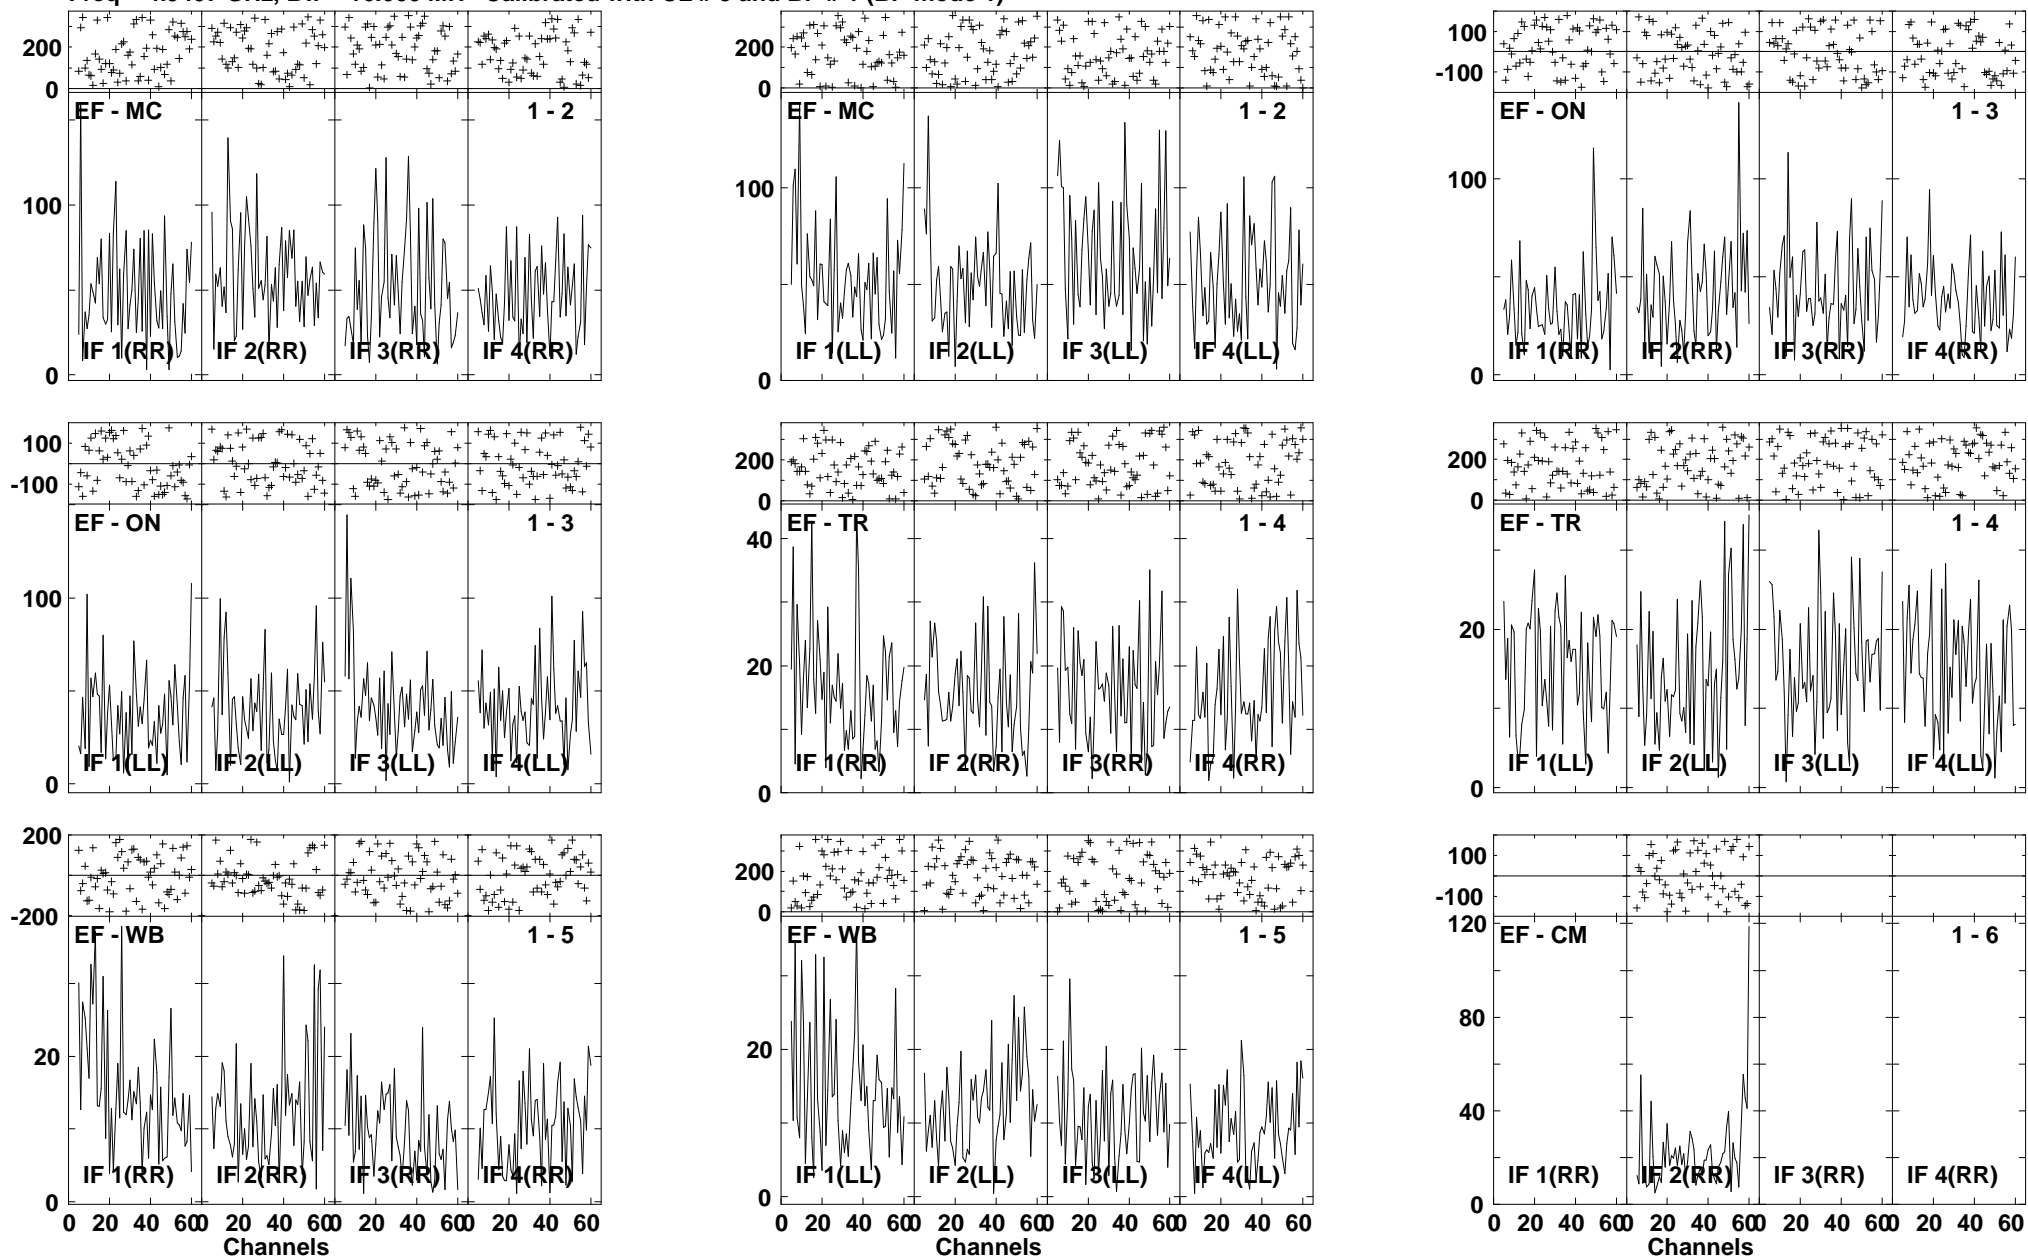 200
0
EF - MC
1 - 2
100
0
IF 1(RR)
IF 2(RR)
IF 3(RR)
IF 4(RR)
200
0
EF - MC
1 - 2
100
0
IF 1(LL)
IF 2(LL)
IF 3(LL)
IF 4(LL)
100
-100
EF - ON
1 - 3
100
0
IF 1(RR)
IF 2(RR)
IF 3(RR)
IF 4(RR)
100
-100
EF - ON
1 - 3
100
0
IF 1(LL)
IF 2(LL)
IF 3(LL)
IF 4(LL)
200
0
EF - TR
1 - 4
40
20
0
IF 1(RR)
IF 2(RR)
IF 3(RR)
IF 4(RR)
200
0
EF - TR
1 - 4
20
0
IF 1(LL)
IF 2(LL)
IF 3(LL)
IF 4(LL)
200
-200
EF - WB
1 - 5
20
0
IF 1(RR)
IF 2(RR)
IF 3(RR)
IF 4(RR)
0 20 40 60 0 20 40 60 0 20 40 60 0 20 40 60
Channels
200
0
EF - WB
1 - 5
20
0
IF 1(LL)
IF 2(LL)
IF 3(LL)
IF 4(LL)
0 20 40 60 0 20 40 60 0 20 40 60 0 20 40 60
Channels
100
-100
120
EF - CM
1 - 6
80
40
0
IF 1(RR)
IF 2(RR)
IF 3(RR)
IF 4(RR)
0 20 40 60 0 20 40 60 0 20 40 60 0 20 40 60
Channels